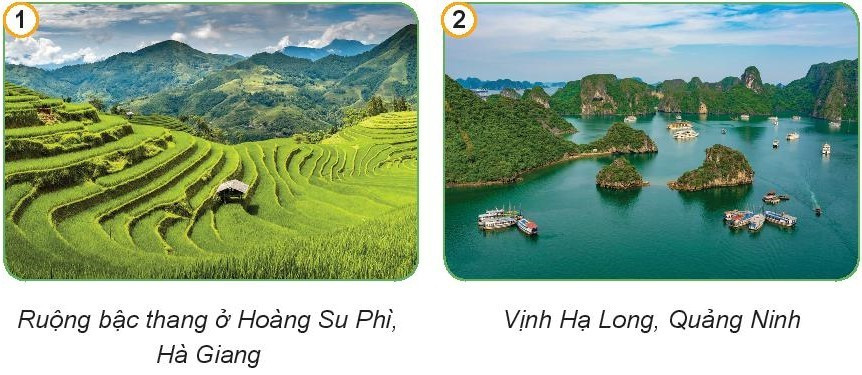 1
2
Ruộng bậc thang ở Hoàng Su Phì,
Hà Giang
Vịnh Hạ Long, Quảng Ninh